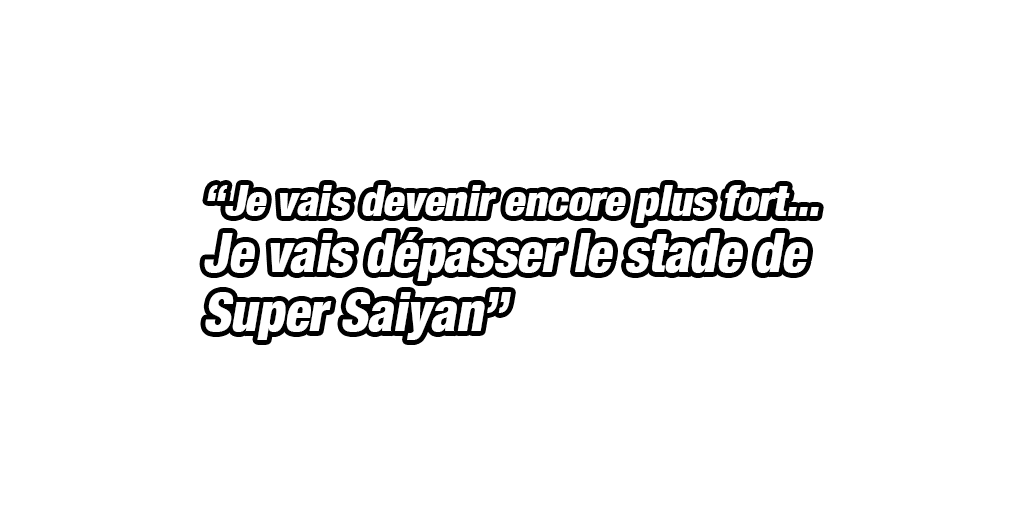 “Je vais devenir encore plus fort...
Je vais dépasser le stade de
Super Saiyan”